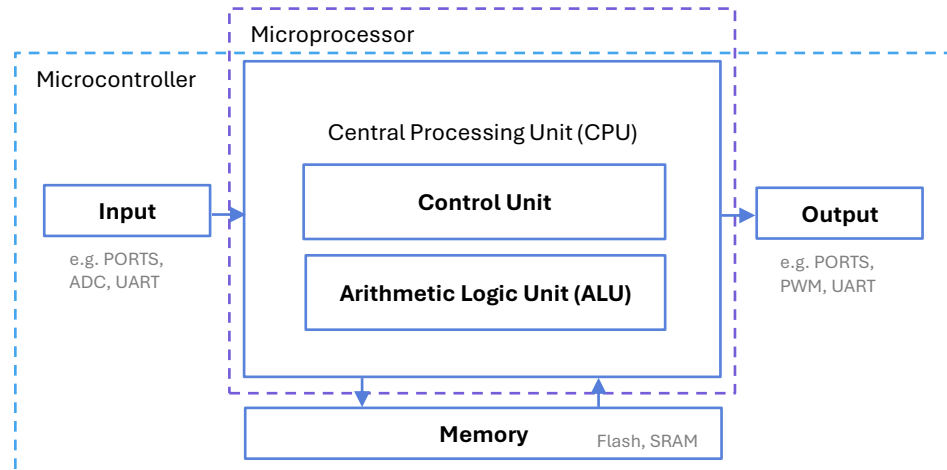 Microprocessor
Microcontroller
Central Processing Unit (CPU)
Control Unit
Input
Output
e.g. PORTS,
ADC, UART
e.g. PORTS,
PWM, UART
Arithmetic Logic Unit (ALU)
Memory
Flash, SRAM